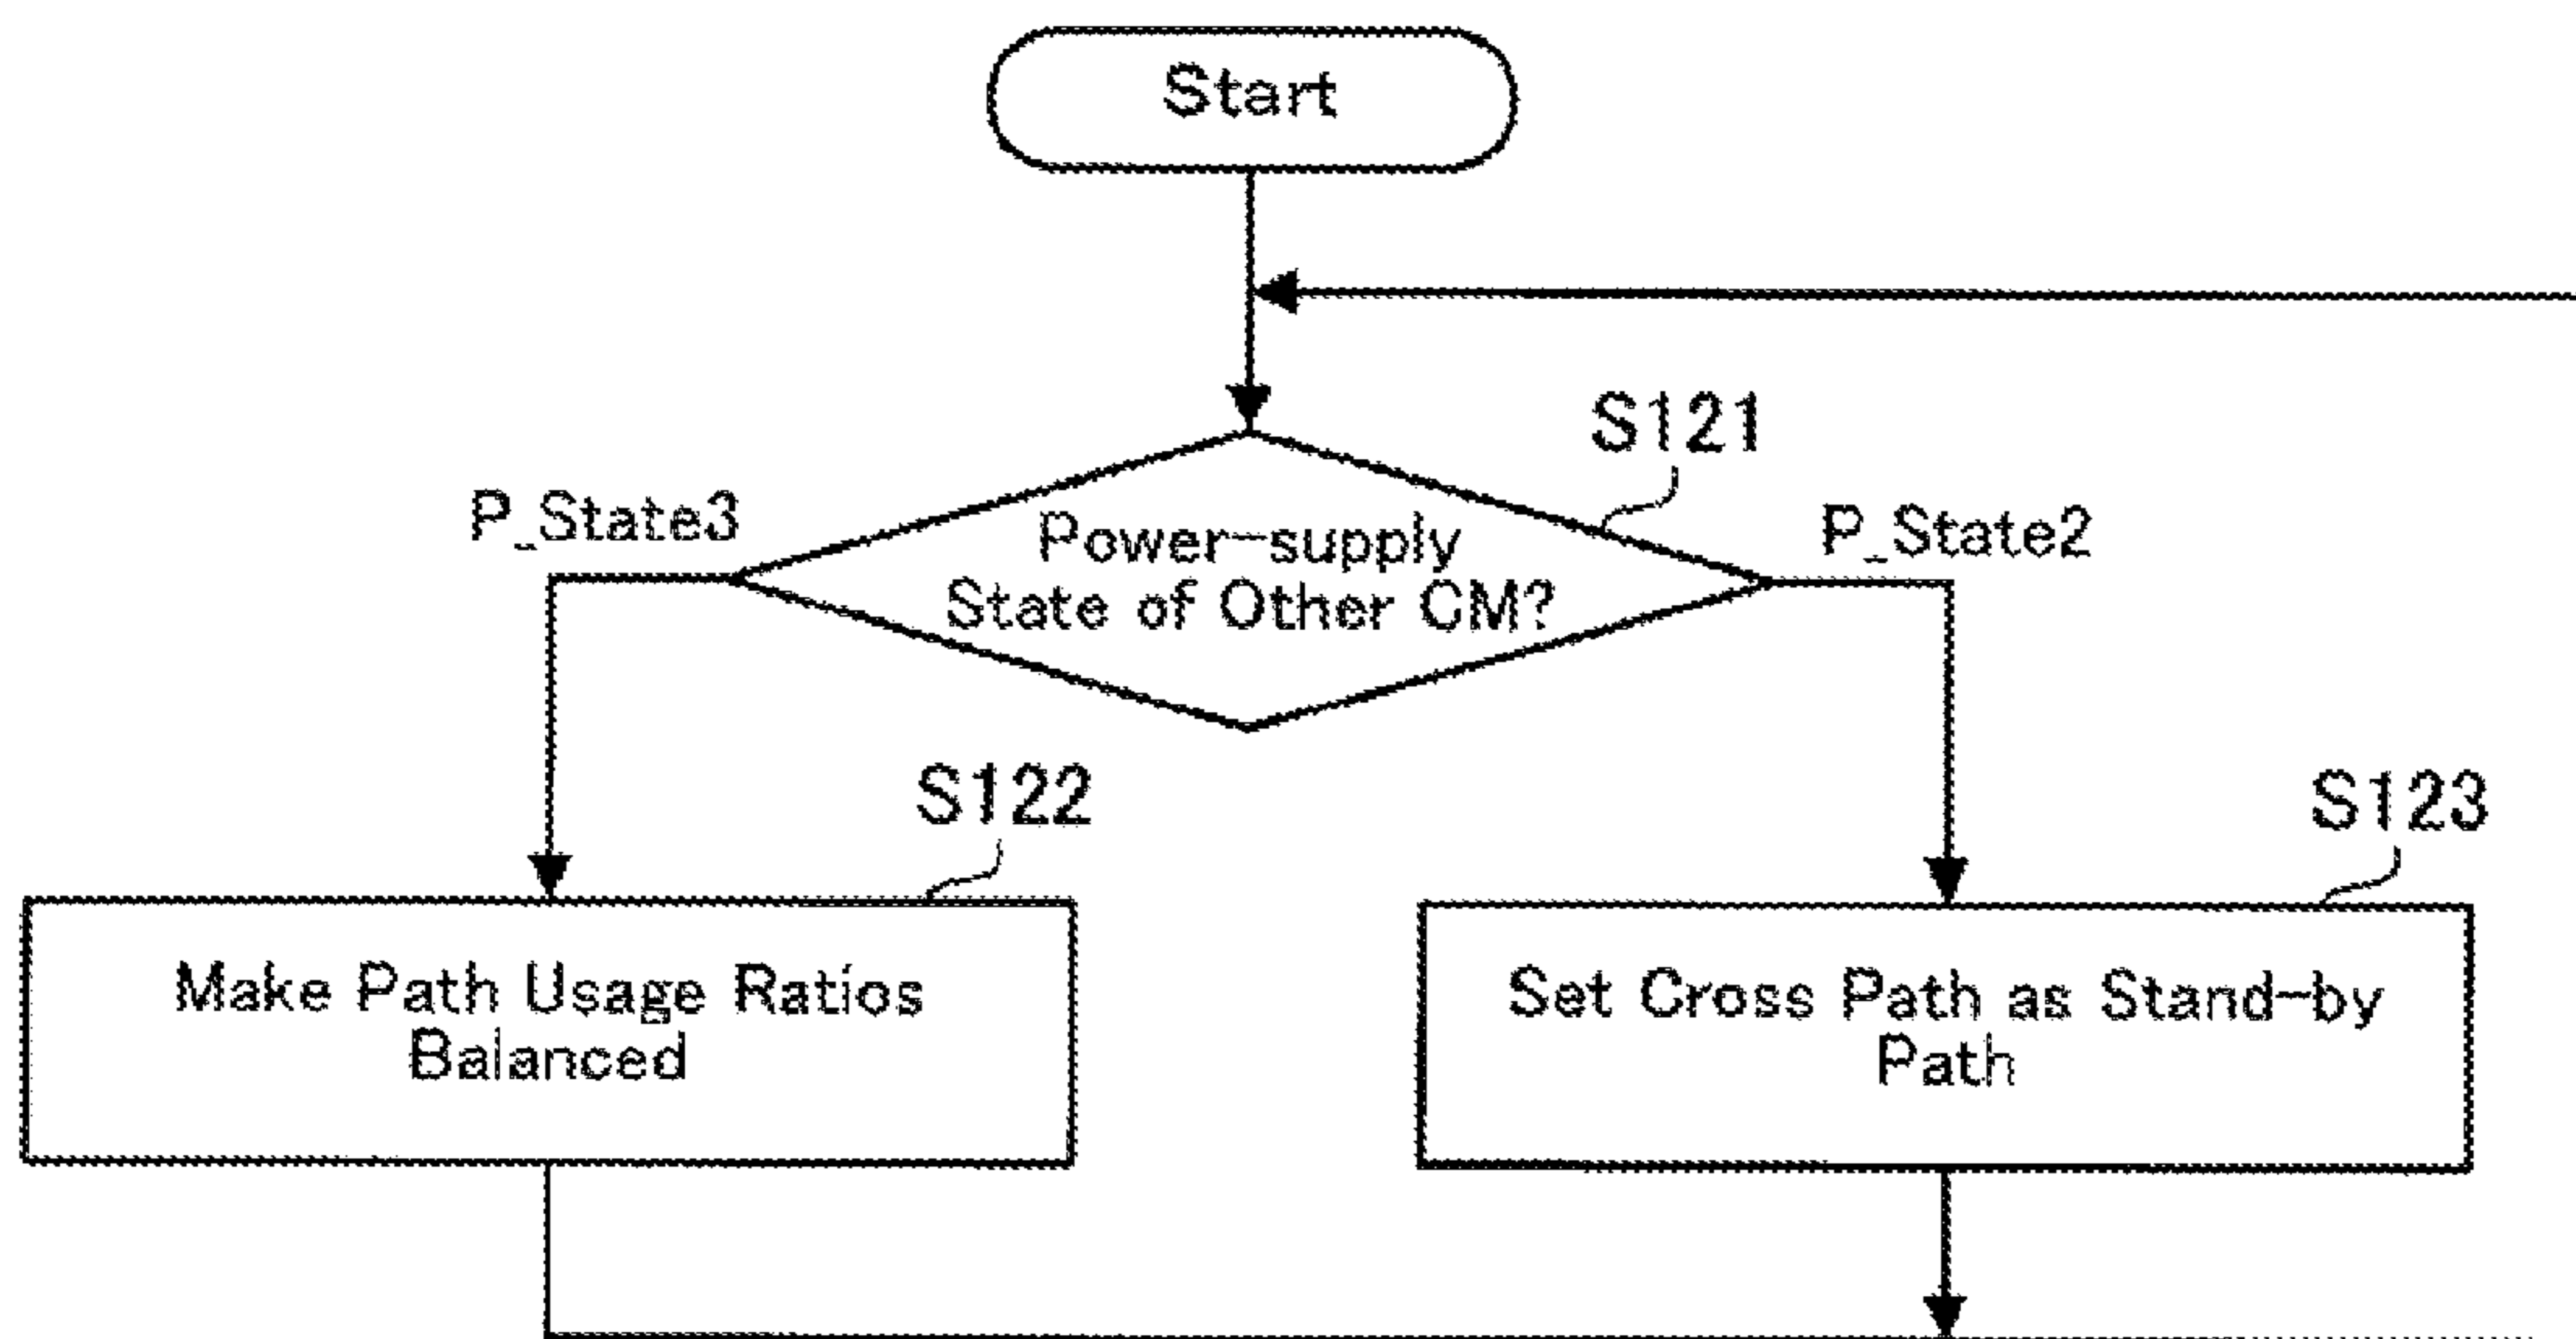 Start
S121
P_State3
Power-supply
State of Other CM?
P_State2
S122
S123
Make Path Usage Ratios
Balanced
Set Cross Path as Stand-by
Path